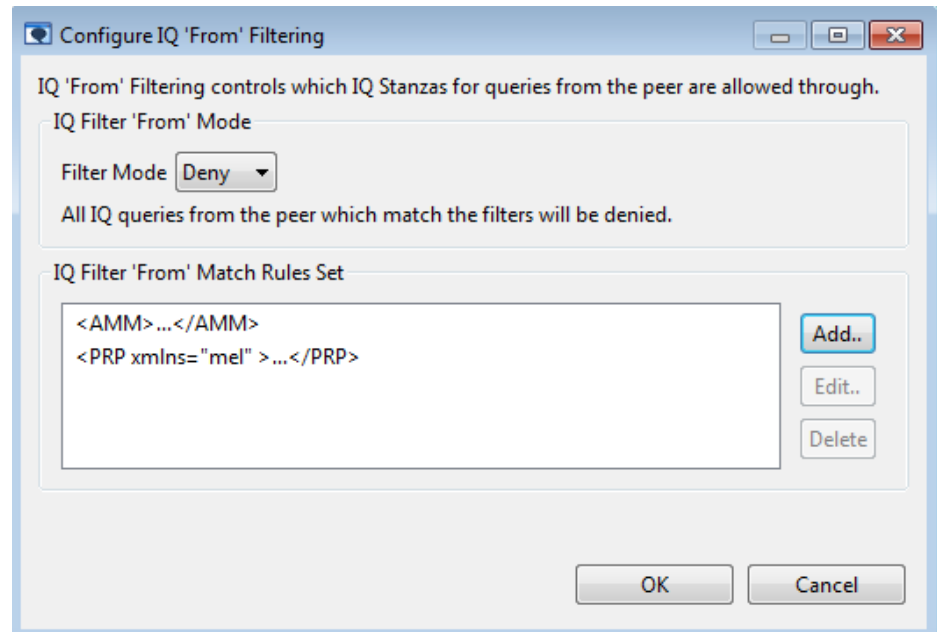 Configure IQ 'From' Filtering
IQ 'From' Filtering controls which IQ Stanzas for queries from the peer are allowed through.
IQ Filter 'From' Mode
Filter Mode Deny
All IQ queries from the peer which match the filters will be denied.
IQ Filter 'From' Match Rules Set
<AMM>...</AMM>
<PRP xmlns="mel" >...</PRP>
Add..
Edit..
Delete
OK Cancel